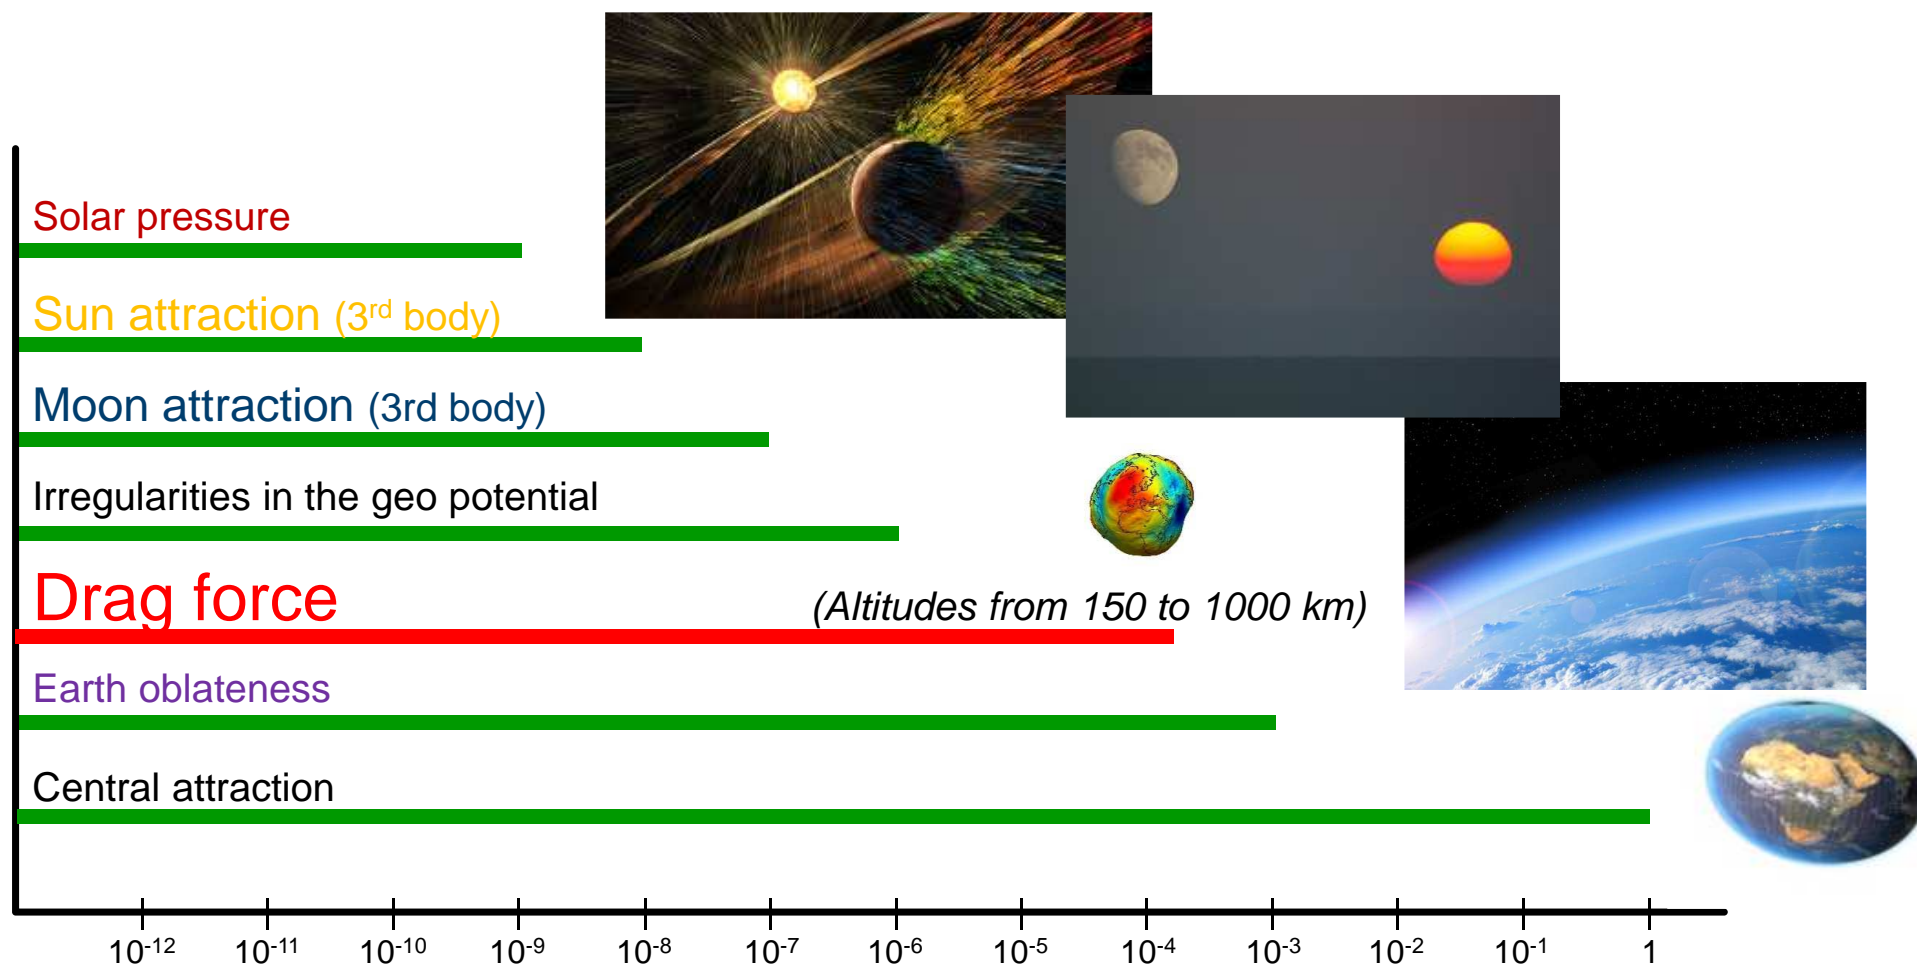 Solar pressure
Sun attraction (3rd body)
Moon attraction (3rd body)
Irregularities in the geo potential
Drag force
(Altitudes from 150 to 1000 km)
Earth oblateness
Central attraction
10-12 10-11 10-10 10-9 10-8 10-7 10-6 10-5 10-4 10-3 10-2 10-1 1